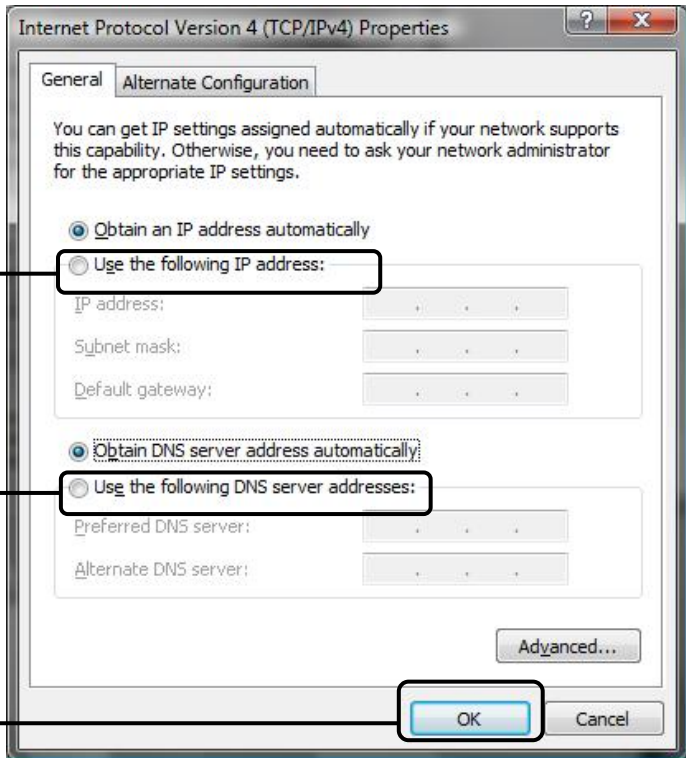 Internet Protocol Version 4 (TCP/IPv4) Properties
?
X
General
Alternate Configuration
You can get IP settings assigned automatically if your network supports
this capability. Otherwise, you need to ask your network administrator
for the appropriate IP settings.
Obtain an IP address automatically
Use the following IP address:
IP address:
Subnet mask:
Default gateway:
Obtain DNS server address automatically
Use the following DNS server addresses:
Preferred DNS server:
Alternate DNS server:
Advanced...
OK
Cancel